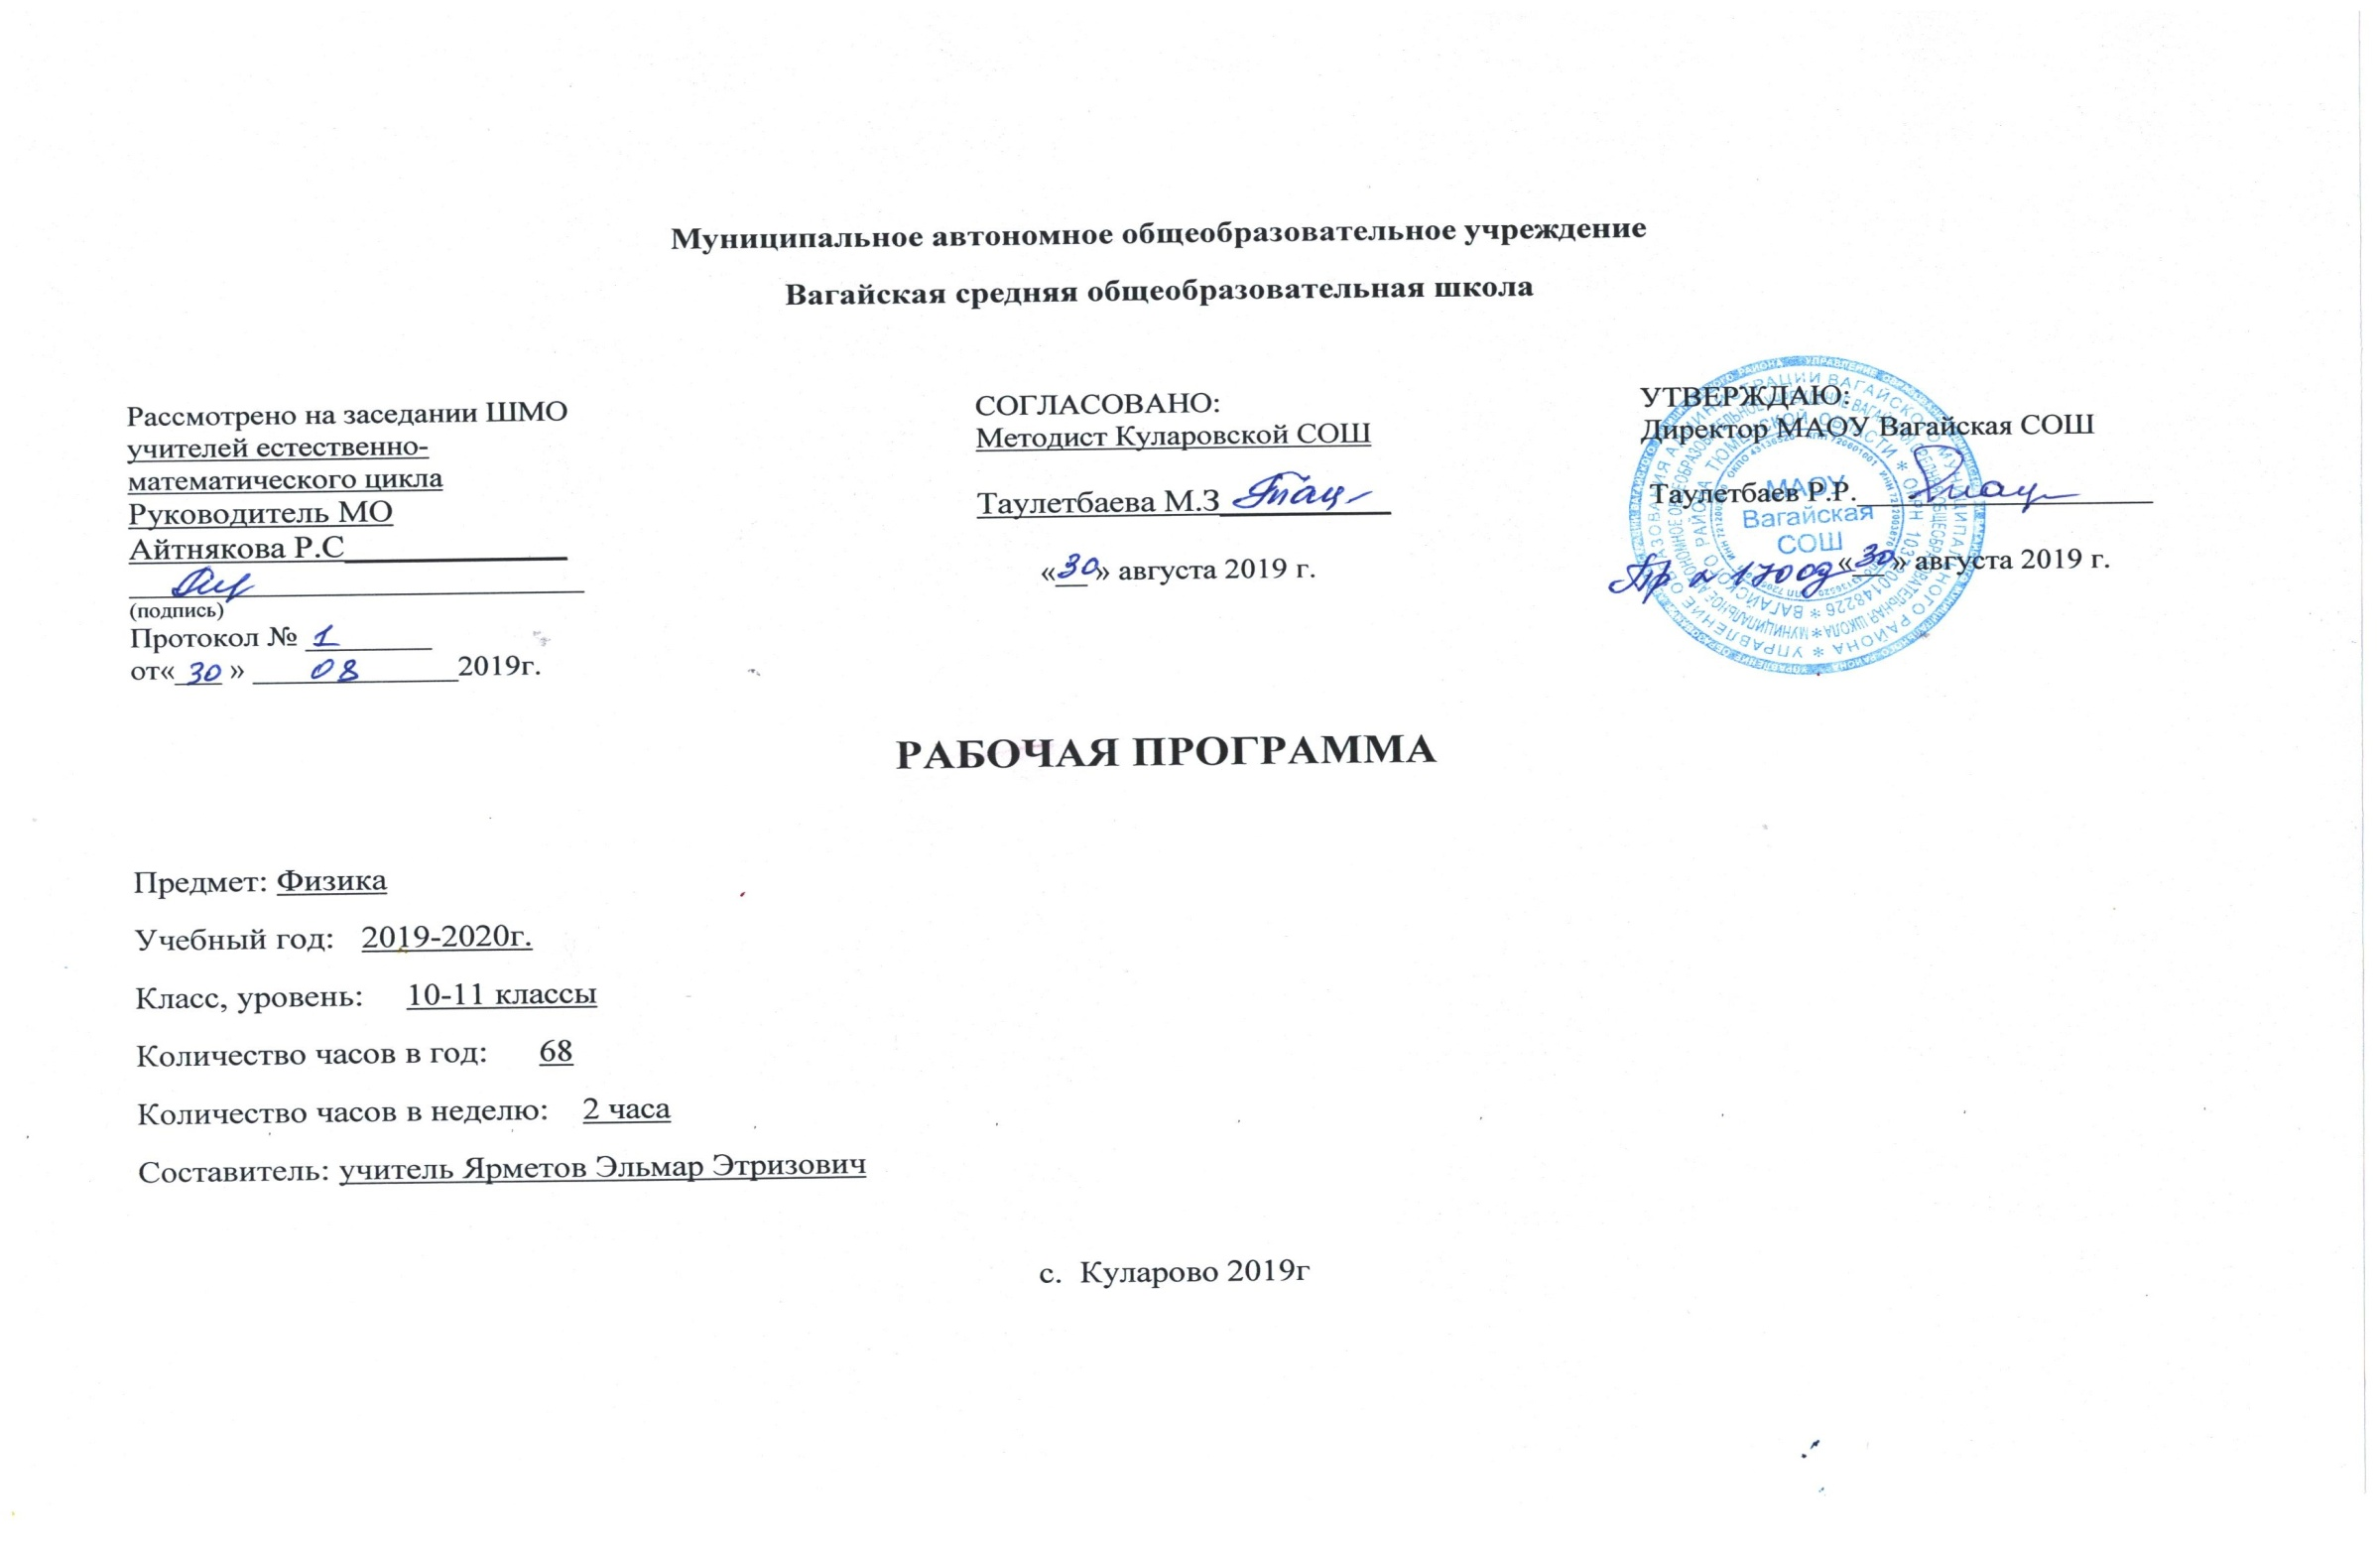 Муниципальное автономное общеобразовательное учреждение
Вагайская средняя общеобразовательная школа
Рассмотрено на заседании ШМО
учителей естественно-
математического цикла
Руководитель МО
Айтнякова Р.С
(подпись)
Протокол № 1
от«30» 08 2019г.
СОГЛАСОВАНО:
Методист Куларовской СОШ
Таулетбаева М.З
«30» августа 2019 г.
УТВЕРЖДАЮ:
Директор МАОУ Вагайская СОШ
Таулетбаев Р.Р.
«30» августа 2019 г.
МАОУ
Вагайская
СОШ
РАБОЧАЯ ПРОГРАММА
Предмет: Физика
Учебный год: 2019-2020г.
Класс, уровень: 10-11 классы
Количество часов в год: 68
Количество часов в неделю: 2 часа
Составитель: учитель Ярметов Эльмар Этризович
с. Куларово 2019г